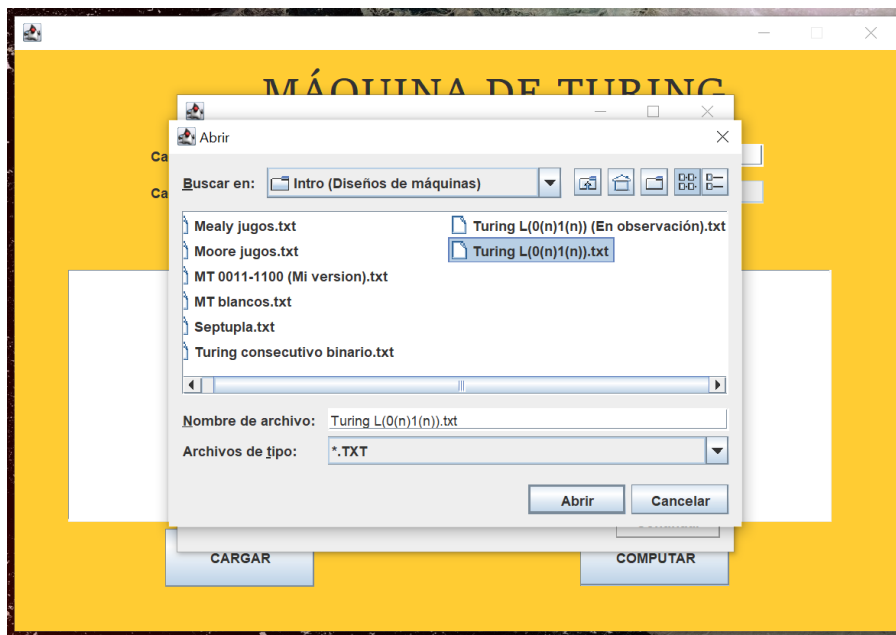 MÁQUINA DE TURING
Abrir
Ca
Buscar en: Intro (Diseños de máquinas)
Ca
Mealy jugos.txt
Moore jugos.txt
MT 0011-1100 (Mi version).txt
MT blancos.txt
Septupla.txt
Turing consecutivo binario.txt
Turing L(0(n)1(n)) (En observación).txt
Turing L(0(n)1(n)).txt
Nombre de archivo: Turing L(0(n)1(n)).txt
Archivos de tipo: *.TXT
Abrir Cancelar
CARGAR COMPUTAR